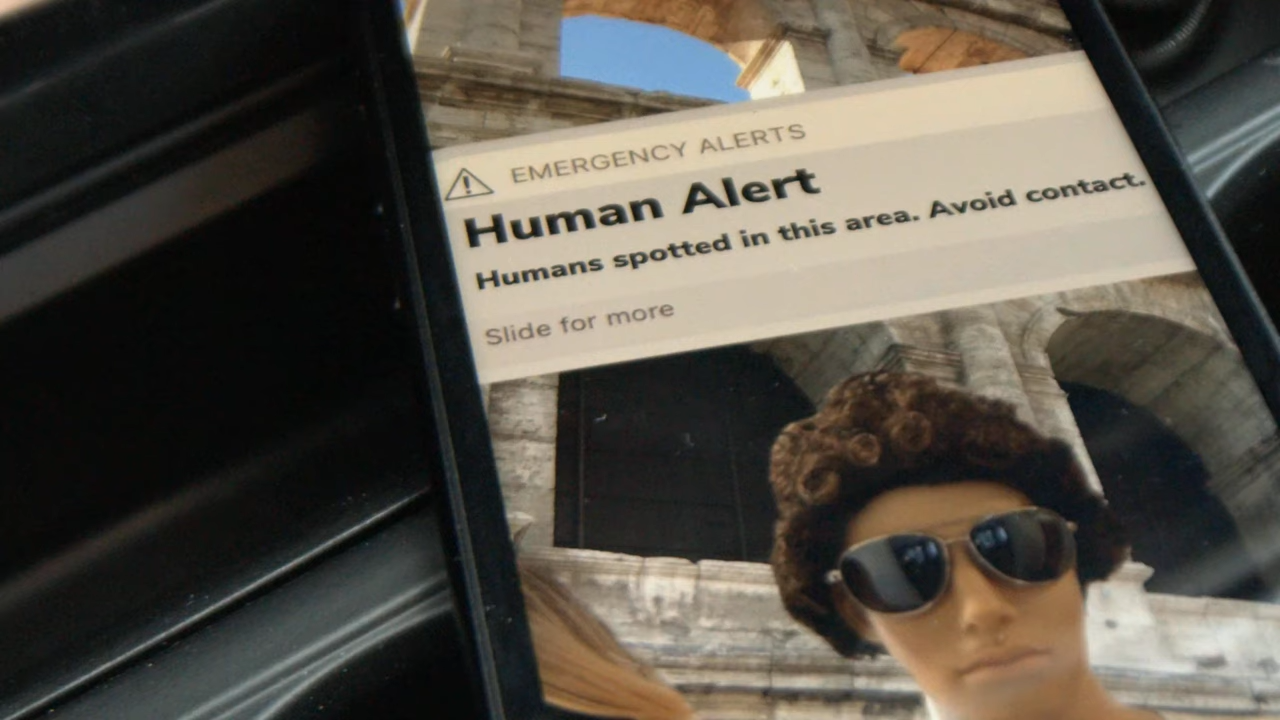 EMERGENCY ALERTS
Human Alert
Humans spotted in this area. Avoid contact.
Slide for more